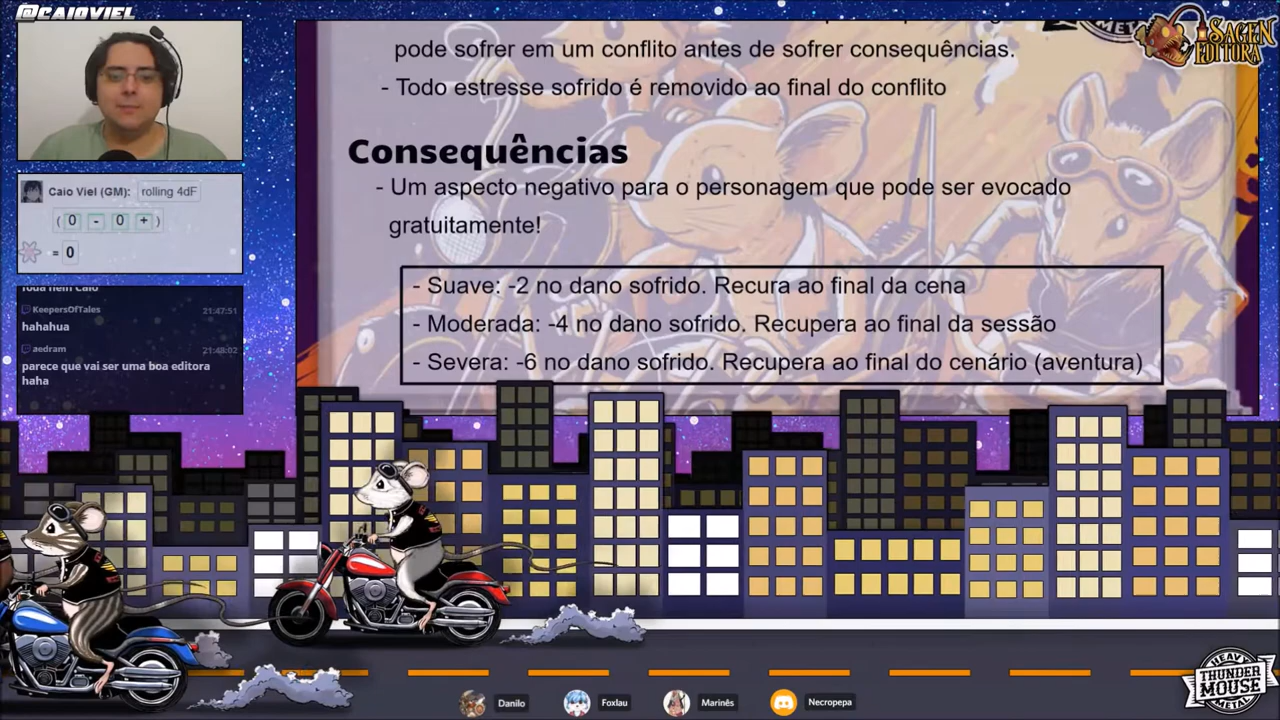 @CAIOVIEL
pode sofrer em um conflito antes de sofrer consequências.
- Todo estresse sofrido é removido ao final do conflito
Consequências
- Um aspecto negativo para o personagem que pode ser evocado
gratuitamente!
- Suave: -2 no dano sofrido. Recura ao final da cena
- Moderada: -4 no dano sofrido. Recupera ao final da sessão
- Severa: -6 no dano sofrido. Recupera ao final do cenário (aventura)
SAGEN
EDITORA
Caio Viel (GM): rolling 4dF
( 0 - 0 + )
= 0
KeepersOfTales 21:47:51
hahahua
aedram 21:48:02
parece que vai ser uma boa editora
haha
Danilo
Foxlau
Marinês
Necropepa
HEAVY
THUNDER
MOUSE
METAL